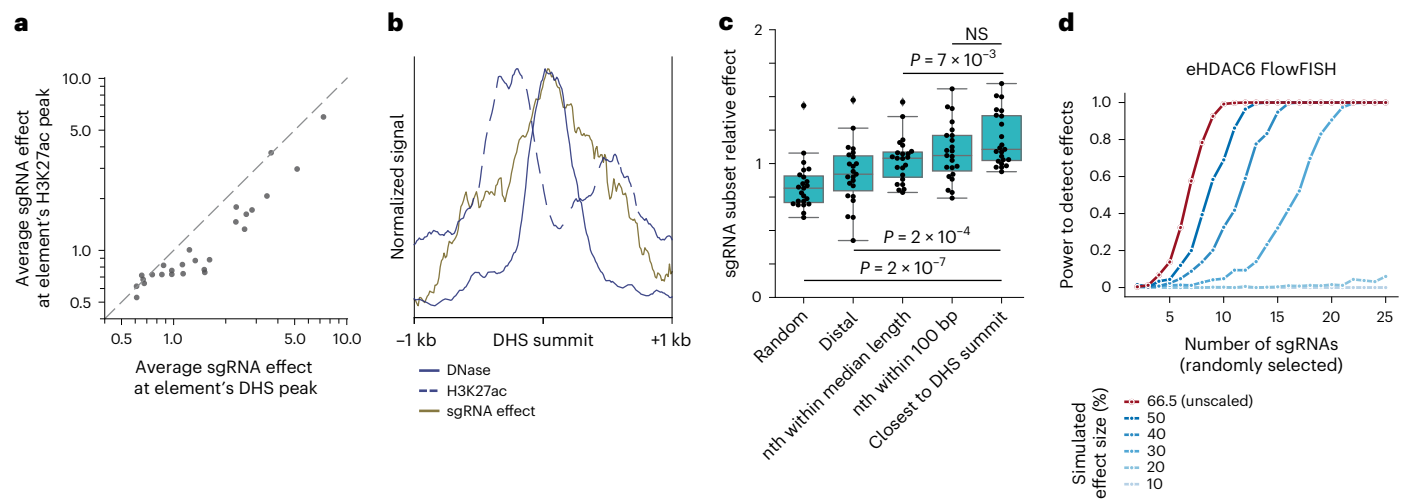 a
Average sgRNA effect
at element's H3K27ac peak
10.0
5.0
1.0
0.5
0.5
1.0
5.0
10.0
Average sgRNA effect
at element's DHS peak
b
Normalized signal
–1 kb
DHS summit
+1 kb
DNase
H3K27ac
sgRNA effect
c
sgRNA subset relative effect
2
1
0
NS
P = 7 × 10⁻³
P = 2 × 10⁻⁴
P = 2 × 10⁻⁷
Random
Distal
nth within median length
nth within 100 bp
Closest to DHS summit
d
eHDAC6 FlowFISH
Power to detect effects
1.0
0.8
0.6
0.4
0.2
0
5
10
15
20
25
Number of sgRNAs
(randomly selected)
Simulated
effect size (%)
66.5 (unscaled)
50
40
30
20
10